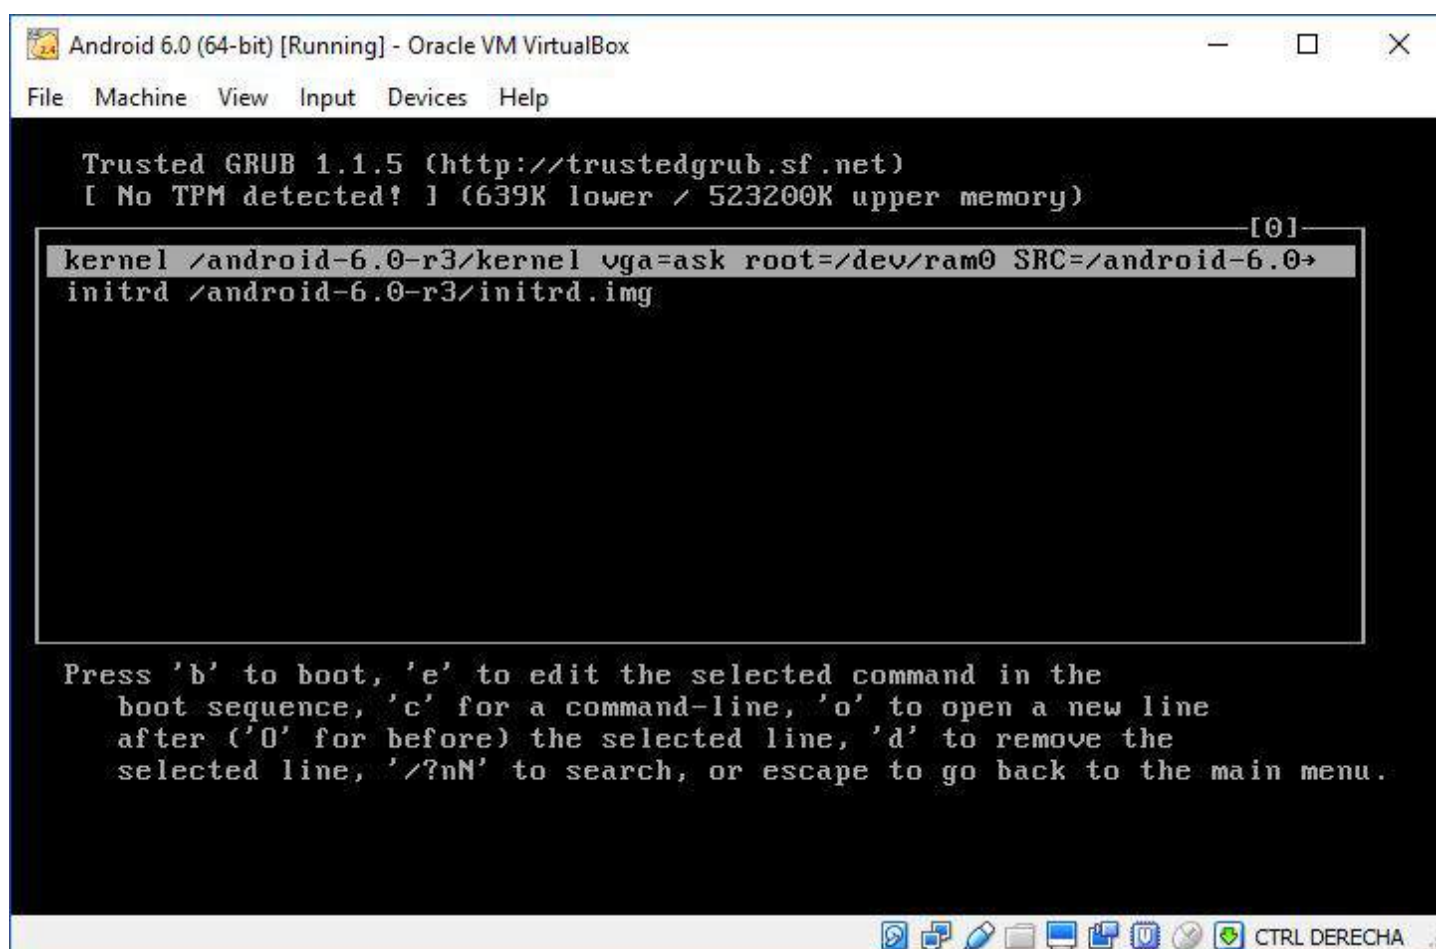 Android 6.0 (64-bit) [Running] - Oracle VM VirtualBox
File Machine View Input Devices Help
Trusted GRUB 1.1.5 (http://trustedgrub.sf.net)
[ No TPM detected! ] (639K lower / 523200K upper memory)
[0]
kernel /android-6.0-r3/kernel vga=ask root=/dev/ram0 SRC=/android-6.0→
initrd /android-6.0-r3/initrd.img
Press 'b' to boot, 'e' to edit the selected command in the
boot sequence, 'c' for a command-line, 'o' to open a new line
after ('O' for before) the selected line, 'd' to remove the
selected line, '/?nN' to search, or escape to go back to the main menu.
CTRL DERECHA